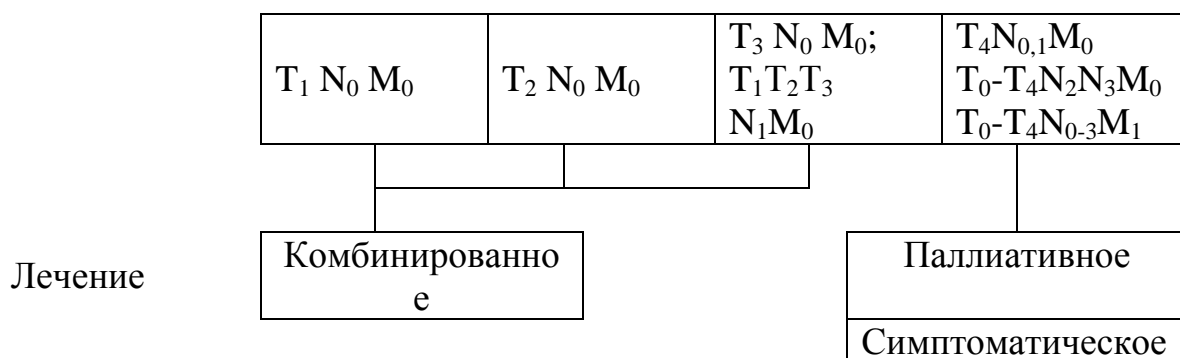 T₁ N₀ M₀
T₂ N₀ M₀
T₃ N₀ M₀;
T₁T₂T₃
N₁M₀
T₄N₀,₁M₀
T₀-T₄N₂N₃M₀
T₀-T₄N₀-₃M₁
Лечение
Комбинированно
е
Паллиативное
Симптоматическое